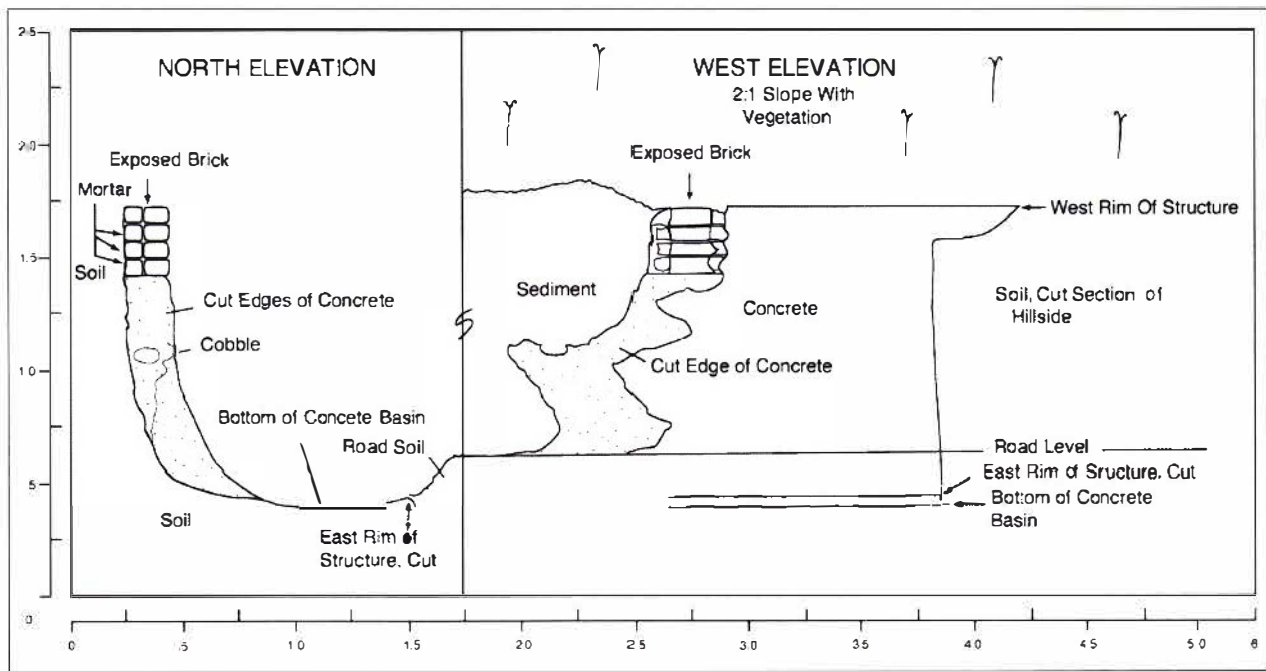 NORTH ELEVATION
Exposed Brick
Mortar
Soil
Cut Edges of Concrete
Cobble
Bottom of Concete Basin
Road Soil
Soil
East Rim of
Structure, Cut
WEST ELEVATION
2:1 Slope With
Vegetation
Exposed Brick
West Rim Of Structure
Sediment
Concrete
Soil, Cut Section of
Hillside
Cut Edge of Concrete
Road Level
East Rim of Sructure, Cut
Bottom of Concrete
Basin
2.5
2.0
1.5
1.0
.5
0
.0 .5 1.0 1.5 2.0 2.5 3.0 3.5 4.0 4.5 5.0 6